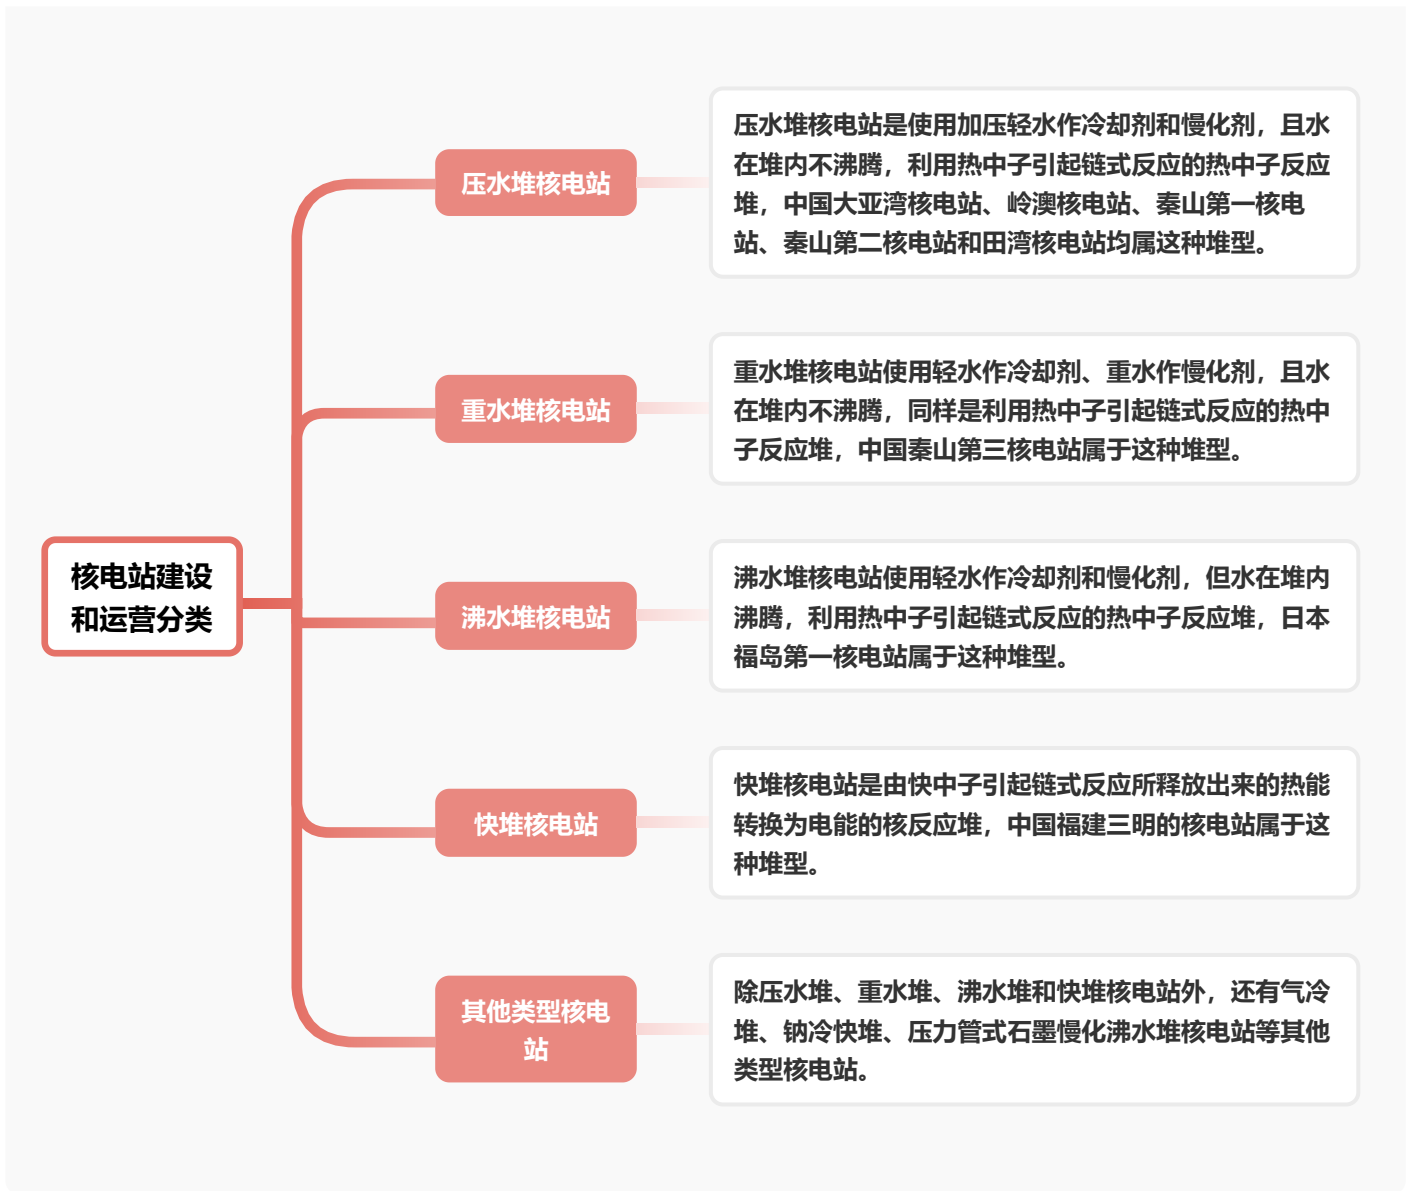 核电站建设
和运营分类
压水堆核电站
压水堆核电站是使用加压轻水作冷却剂和慢化剂，且水
在堆内不沸腾，利用热中子引起链式反应的热中子反应
堆，中国大亚湾核电站、岭澳核电站、秦山第一核电
站、秦山第二核电站和田湾核电站均属这种堆型。
重水堆核电站
重水堆核电站使用轻水作冷却剂、重水作慢化剂，且水
在堆内不沸腾，同样是利用热中子引起链式反应的热中
子反应堆，中国秦山第三核电站属于这种堆型。
沸水堆核电站
沸水堆核电站使用轻水作冷却剂和慢化剂，但水在堆内
沸腾，利用热中子引起链式反应的热中子反应堆，日本
福岛第一核电站属于这种堆型。
快堆核电站
快堆核电站是由快中子引起链式反应所释放出来的热能
转换为电能的核反应堆，中国福建三明的核电站属于这
种堆型。
其他类型核电
站
除压水堆、重水堆、沸水堆和快堆核电站外，还有气冷
堆、钠冷快堆、压力管式石墨慢化沸水堆核电站等其他
类型核电站。